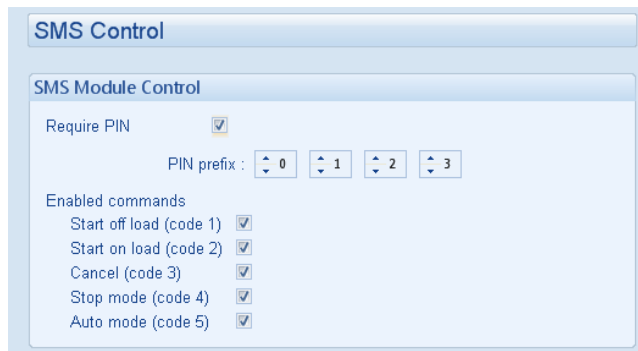 SMS Control
SMS Module Control
Require PIN
PIN prefix : 0 1 2 3
Enabled commands
Start off load (code 1)
Start on load (code 2)
Cancel (code 3)
Stop mode (code 4)
Auto mode (code 5)